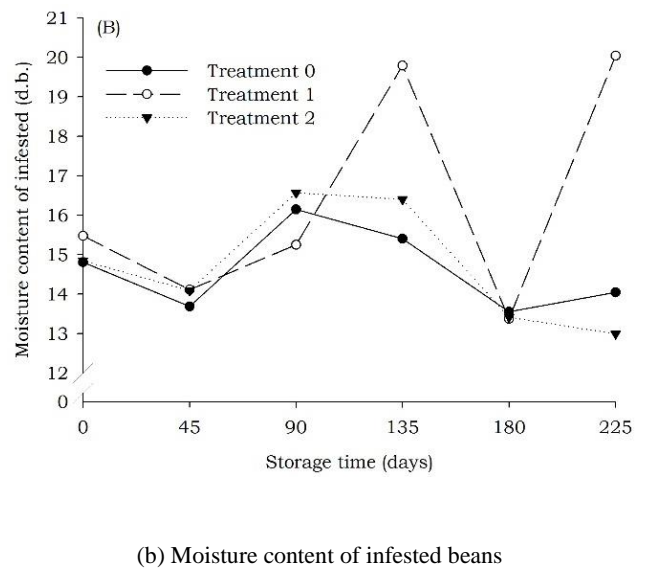 (B)
Treatment 0
Treatment 1
Treatment 2
Moisture content of infested (d.b.)
20
19
18
17
16
15
14
13
12
0
0 45 90 135 180 225
Storage time (days)
(b) Moisture content of infested beans